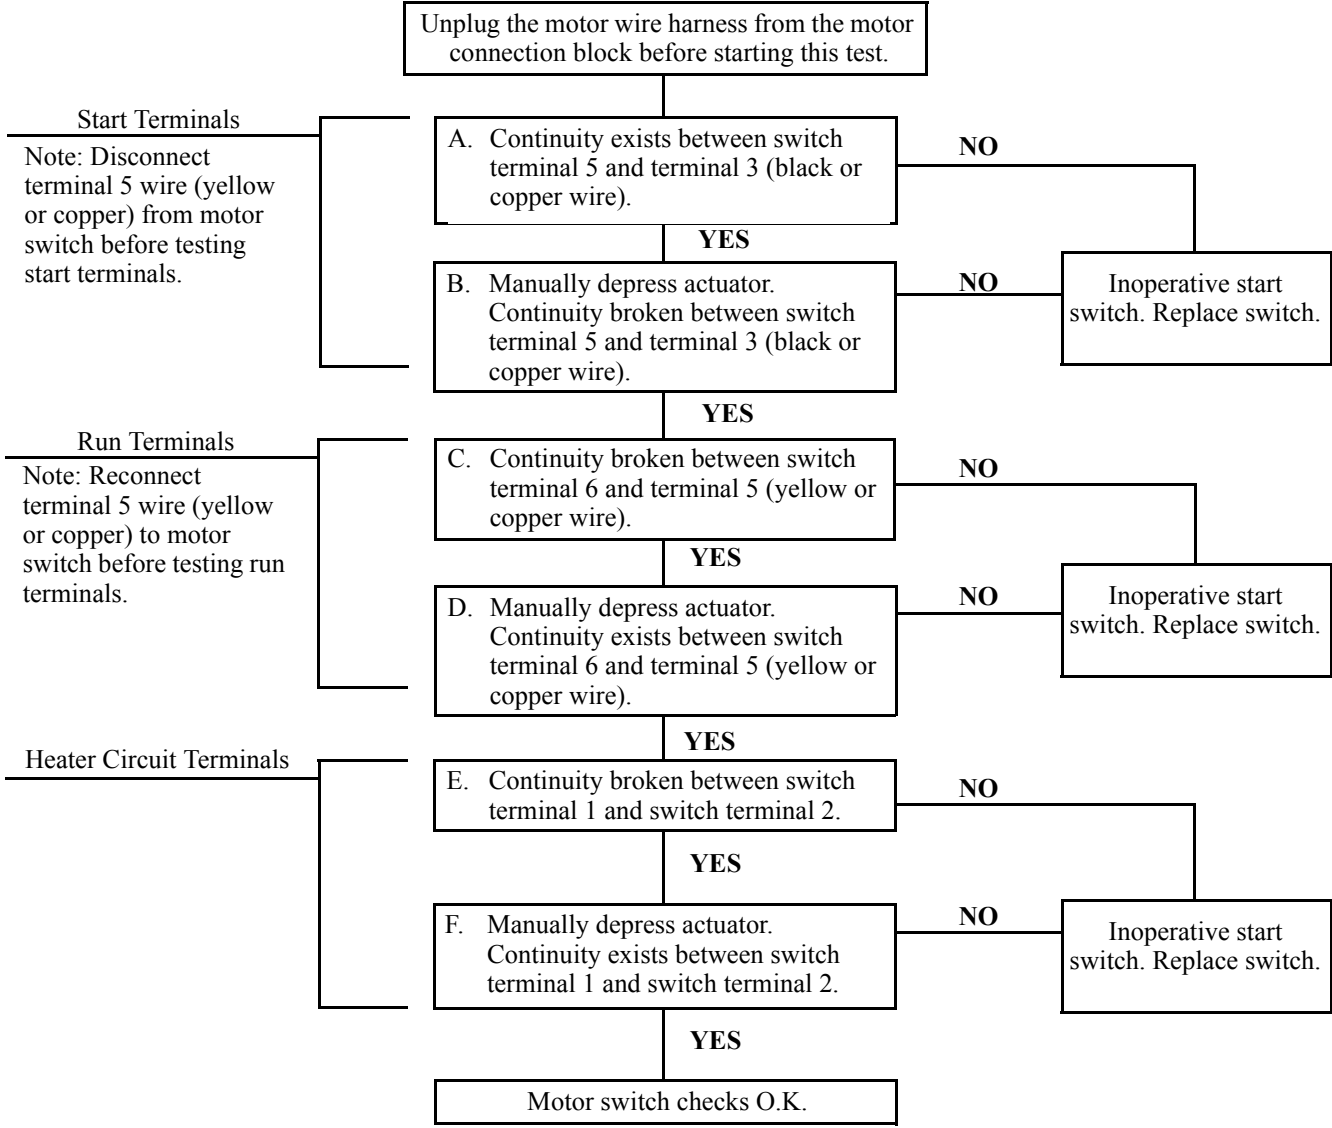 Unplug the motor wire harness from the motor
connection block before starting this test.
Start Terminals
Note: Disconnect
terminal 5 wire (yellow
or copper) from motor
switch before testing
start terminals.
A. Continuity exists between switch
terminal 5 and terminal 3 (black or
copper wire).
NO
YES
B. Manually depress actuator.
Continuity broken between switch
terminal 5 and terminal 3 (black or
copper wire).
NO
Inoperative start
switch. Replace switch.
YES
Run Terminals
Note: Reconnect
terminal 5 wire (yellow
or copper) to motor
switch before testing run
terminals.
C. Continuity broken between switch
terminal 6 and terminal 5 (yellow or
copper wire).
NO
YES
D. Manually depress actuator.
Continuity exists between switch
terminal 6 and terminal 5 (yellow or
copper wire).
NO
Inoperative start
switch. Replace switch.
YES
Heater Circuit Terminals
E. Continuity broken between switch
terminal 1 and switch terminal 2.
NO
YES
F. Manually depress actuator.
Continuity exists between switch
terminal 1 and switch terminal 2.
NO
Inoperative start
switch. Replace switch.
YES
Motor switch checks O.K.